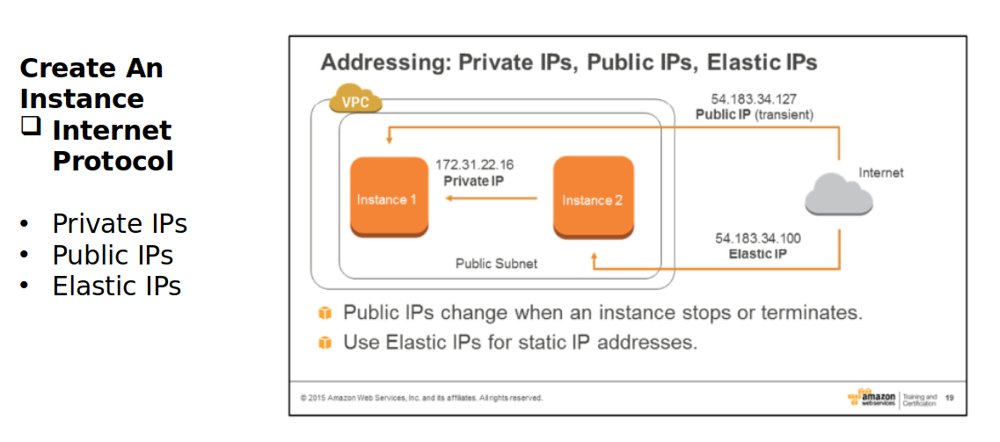 Create An
Instance
❑ Internet
Protocol
• Private IPs
• Public IPs
• Elastic IPs
Addressing: Private IPs, Public IPs, Elastic IPs
VPC
54.183.34.127
Public IP (transient)
172.31.22.16
Private IP
Instance 1
Instance 2
Internet
54.183.34.100
Elastic IP
Public Subnet
Public IPs change when an instance stops or terminates.
Use Elastic IPs for static IP addresses.
© 2015 Amazon Web Services, Inc. and its affiliates. All rights reserved.
amazon
webservices
Training and
Certification
19